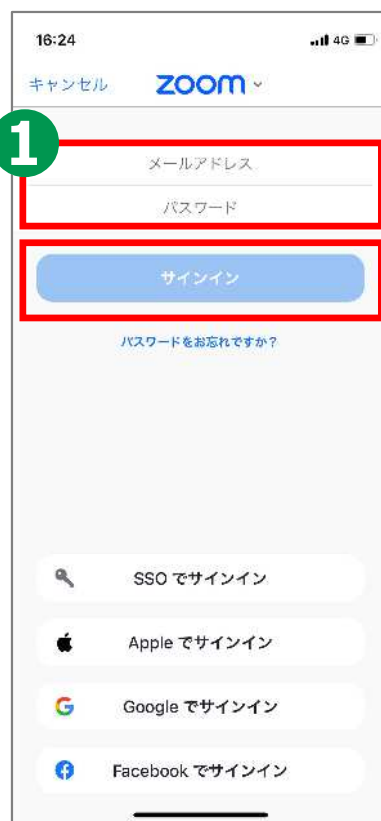 16:24 4G
キャンセル zoom
1
メールアドレス
パスワード
サインイン
パスワードをお忘れですか？
SSO でサインイン
Apple でサインイン
Google でサインイン
Facebook でサインイン